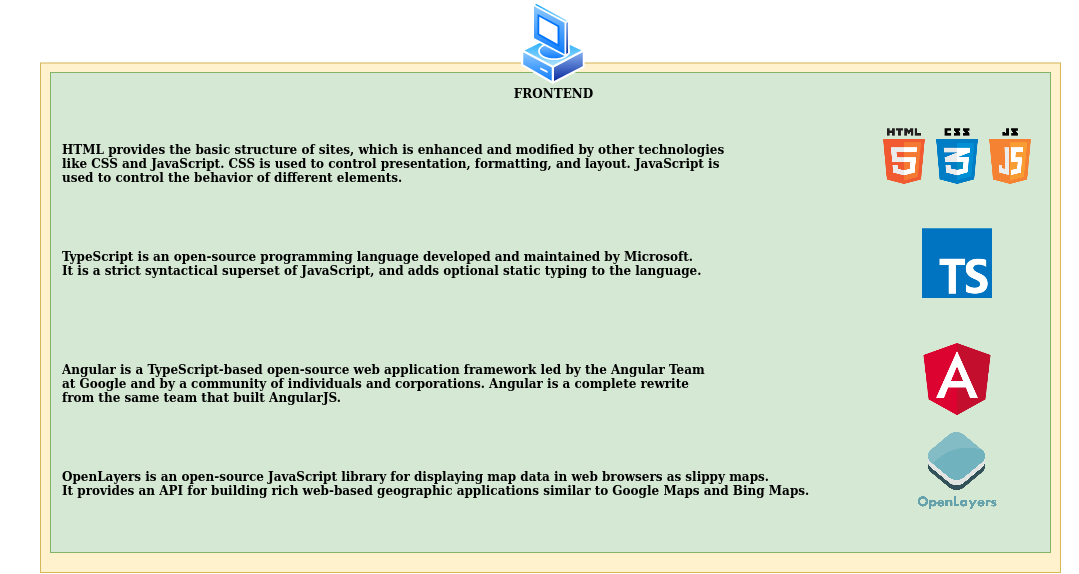 FRONTEND
HTML CSS JS
5 3 JS
HTML provides the basic structure of sites, which is enhanced and modified by other technologies
like CSS and JavaScript. CSS is used to control presentation, formatting, and layout. JavaScript is
used to control the behavior of different elements.
TypeScript is an open-source programming language developed and maintained by Microsoft.
It is a strict syntactical superset of JavaScript, and adds optional static typing to the language.
TS
Angular is a TypeScript-based open-source web application framework led by the Angular Team
at Google and by a community of individuals and corporations. Angular is a complete rewrite
from the same team that built AngularJS.
A
OpenLayers is an open-source JavaScript library for displaying map data in web browsers as slippy maps.
It provides an API for building rich web-based geographic applications similar to Google Maps and Bing Maps.
OpenLayers